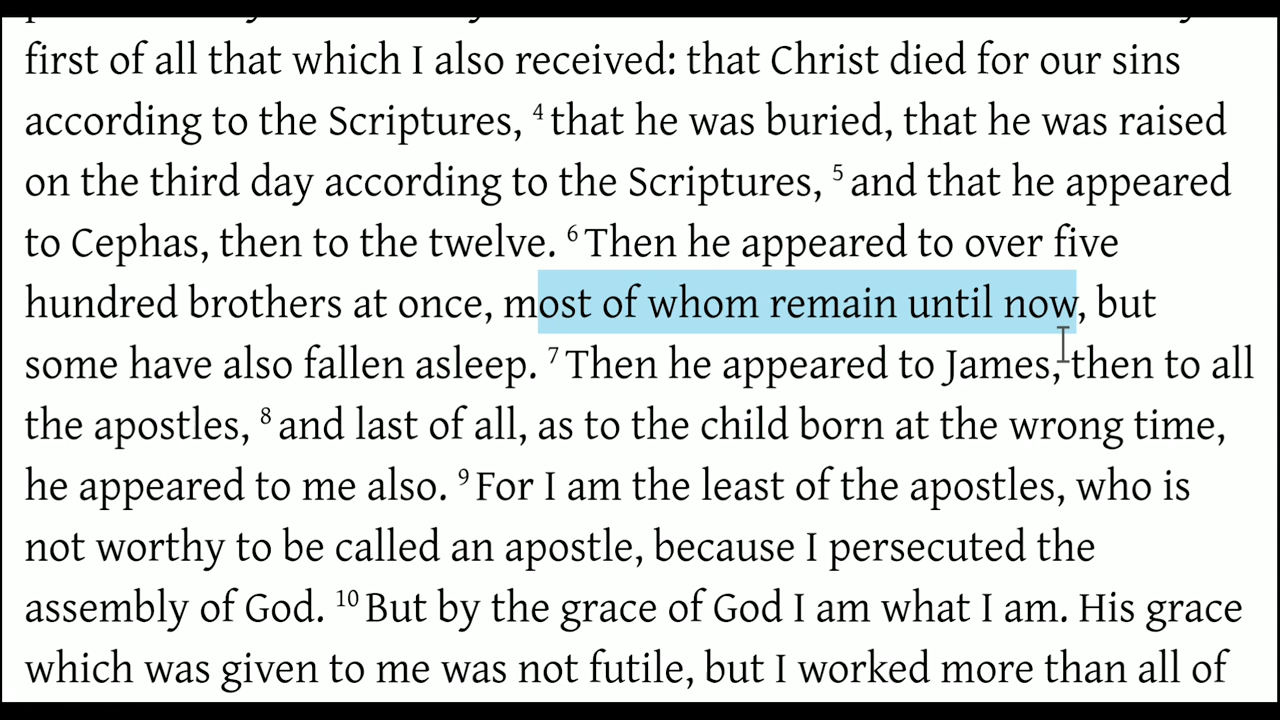 first of all that which I also received: that Christ died for our sins
according to the Scriptures, 4 that he was buried, that he was raised
on the third day according to the Scriptures, 5 and that he appeared
to Cephas, then to the twelve. 6 Then he appeared to over five
hundred brothers at once, most of whom remain until now, but
some have also fallen asleep. 7 Then he appeared to James, then to all
the apostles, 8 and last of all, as to the child born at the wrong time,
he appeared to me also. 9 For I am the least of the apostles, who is
not worthy to be called an apostle, because I persecuted the
assembly of God. 10 But by the grace of God I am what I am. His grace
which was given to me was not futile, but I worked more than all of